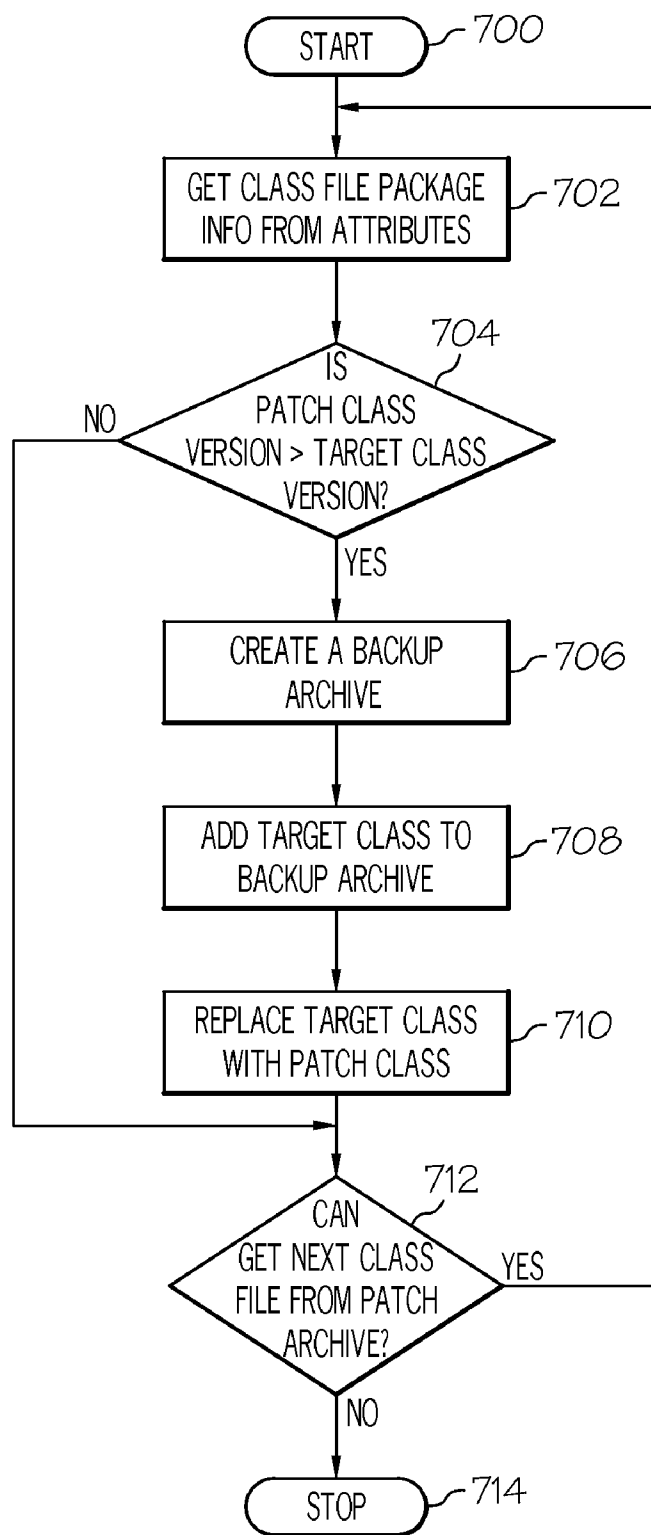 START
700
GET CLASS FILE PACKAGE
INFO FROM ATTRIBUTES
702
704
IS
PATCH CLASS
VERSION > TARGET CLASS
VERSION?
NO
YES
CREATE A BACKUP
ARCHIVE
706
ADD TARGET CLASS TO
BACKUP ARCHIVE
708
REPLACE TARGET CLASS
WITH PATCH CLASS
710
712
CAN
GET NEXT CLASS
FILE FROM PATCH
ARCHIVE?
YES
NO
STOP
714